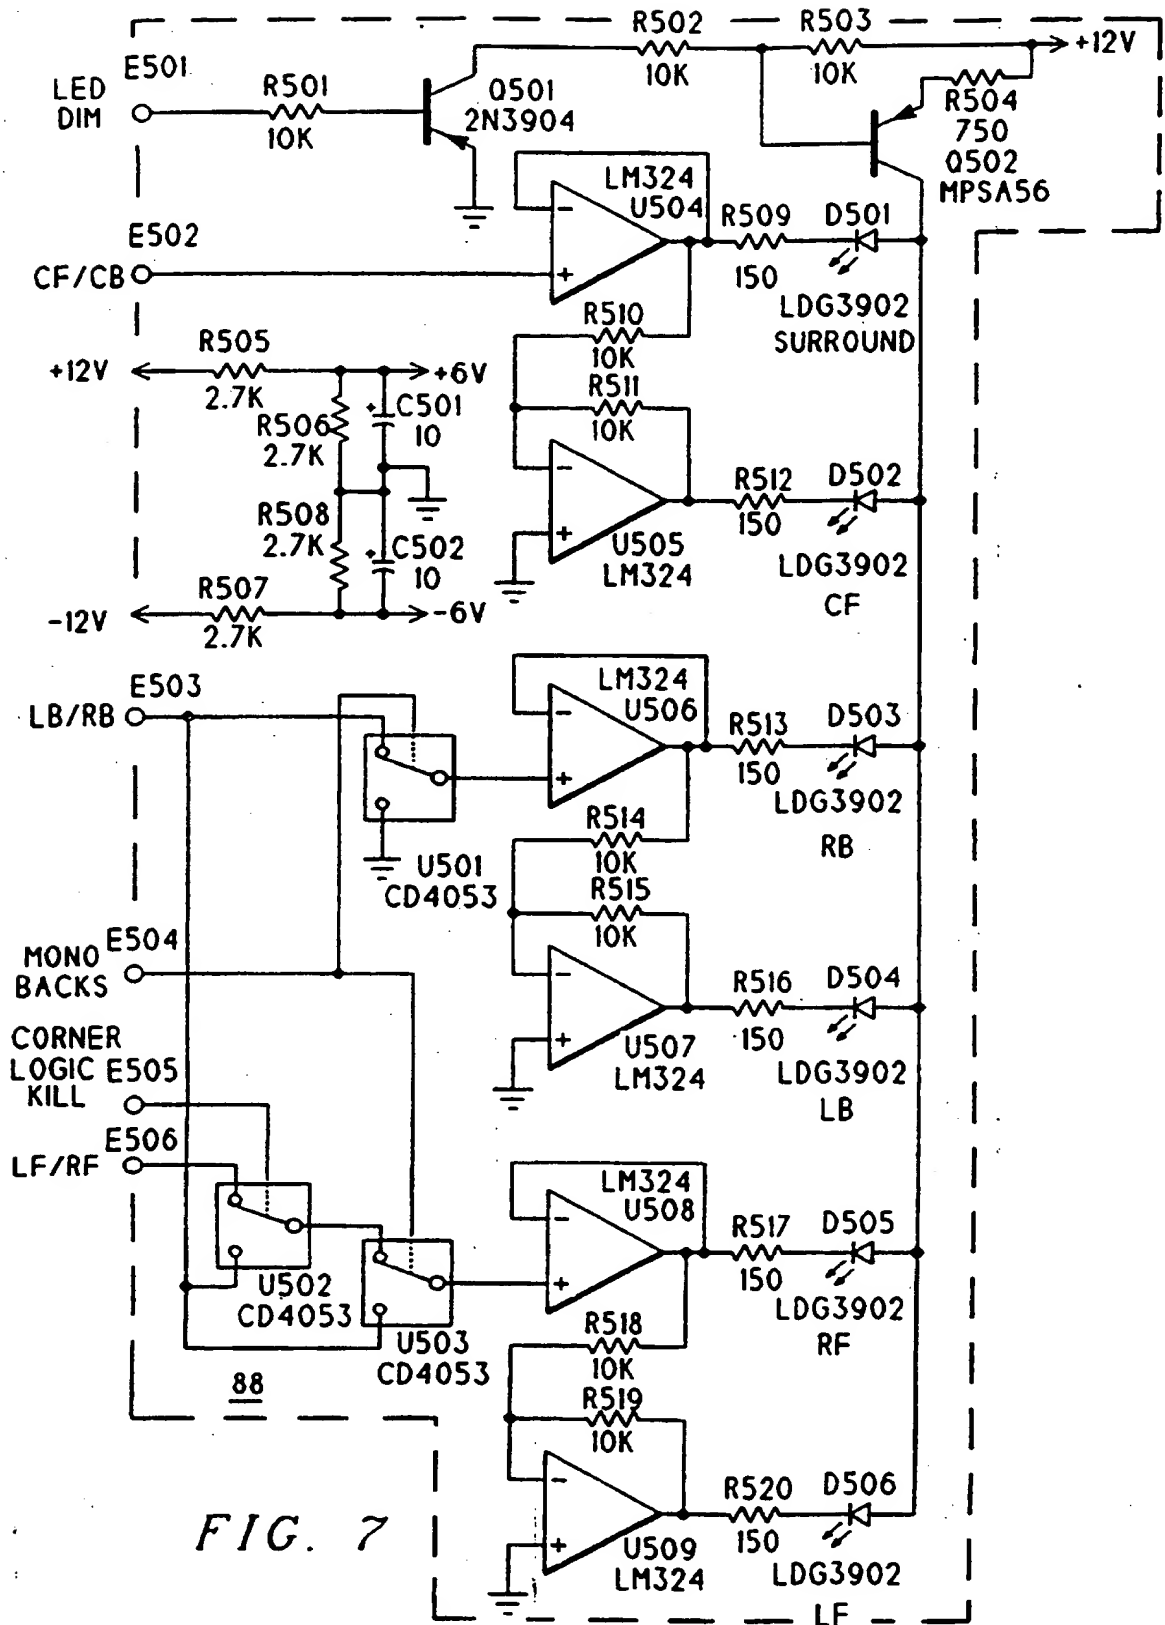 R502
R503
+12V
10K
10K
E501
LED
DIM
R501
10K
Q501
2N3904
R504
750
Q502
MPSA56
LM324
U504
-
+
R509
150
D501
LDG3902
SURROUND
E502
CF/CB
R510
10K
R505
+12V
2.7K
+6V
R511
10K
R506
2.7K
+
C501
10
-
+
R512
150
D502
LDG3902
CF
R508
2.7K
+
C502
10
U505
LM324
R507
-12V
2.7K
-6V
E503
LB/RB
LM324
U506
-
+
R513
150
D503
LDG3902
RB
U501
CD4053
R514
10K
R515
10K
E504
MONO
BACKS
-
+
R516
150
D504
LDG3902
LB
U507
LM324
CORNER
LOGIC
KILL
E505
E506
LF/RF
LM324
U508
-
+
R517
150
D505
LDG3902
RF
U502
CD4053
U503
CD4053
R518
10K
R519
10K
88
-
+
R520
150
D506
LDG3902
LF
U509
LM324
FIG. 7